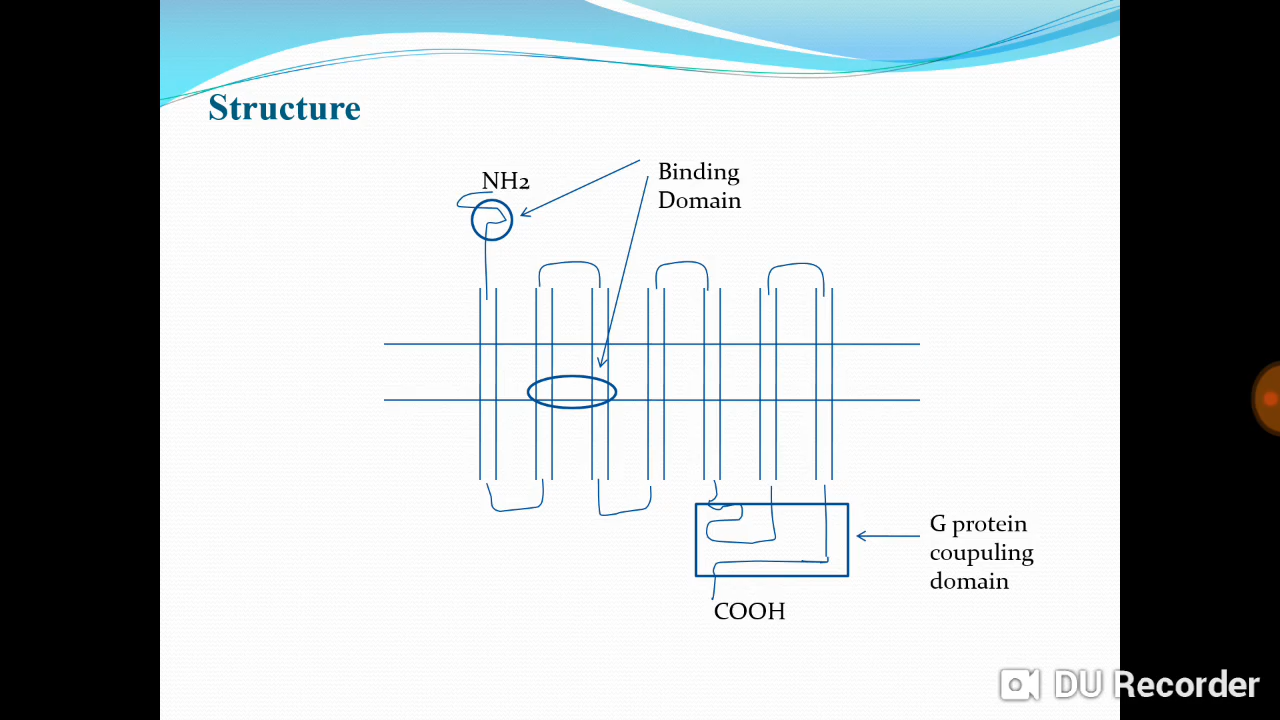 Structure
NH2
Binding
Domain
G protein
coupuling
domain
COOH
DU Recorder